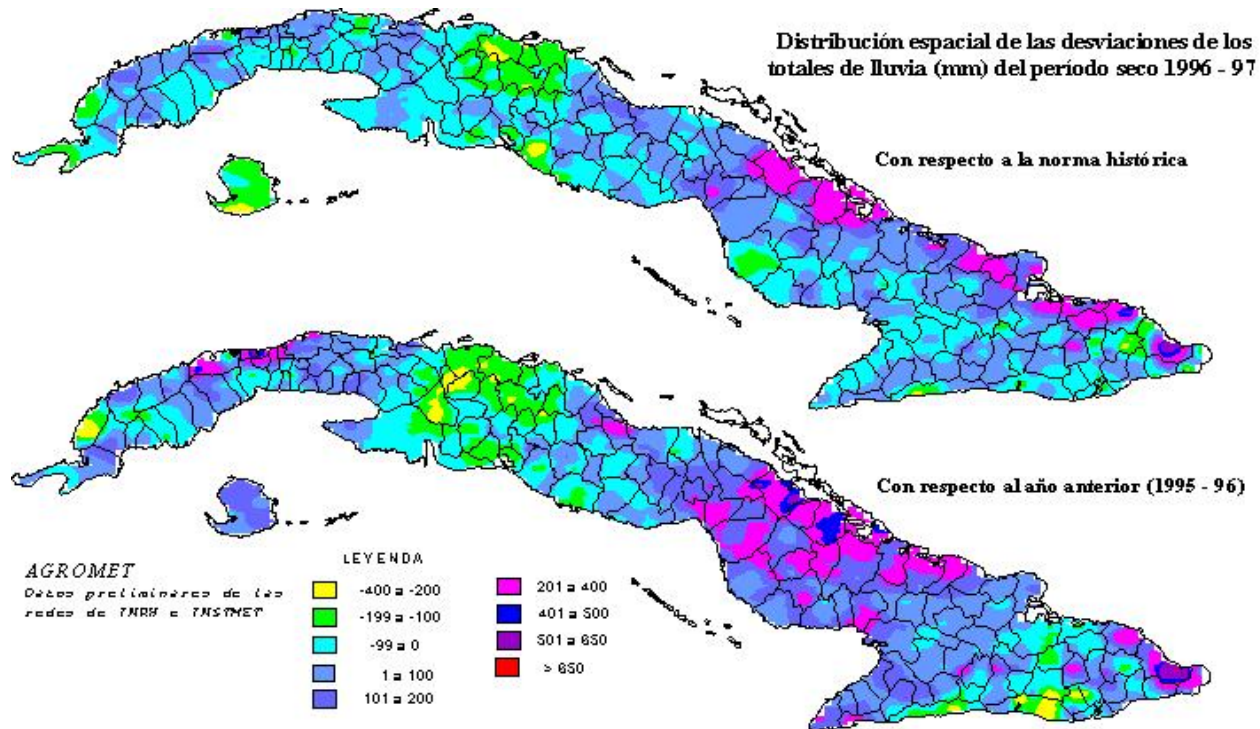 Distribución espacial de las desviaciones de los
totales de lluvia (mm) del período seco 1996 - 97
Con respecto a la norma histórica
Con respecto al año anterior (1995 - 96)
AGROMET
Datos preliminares de las
redes de INRH e INSTMET
LEYENDA
-400 a -200
-199 a -100
-99 a 0
1 a 100
101 a 200
201 a 400
401 a 500
501 a 650
> 650